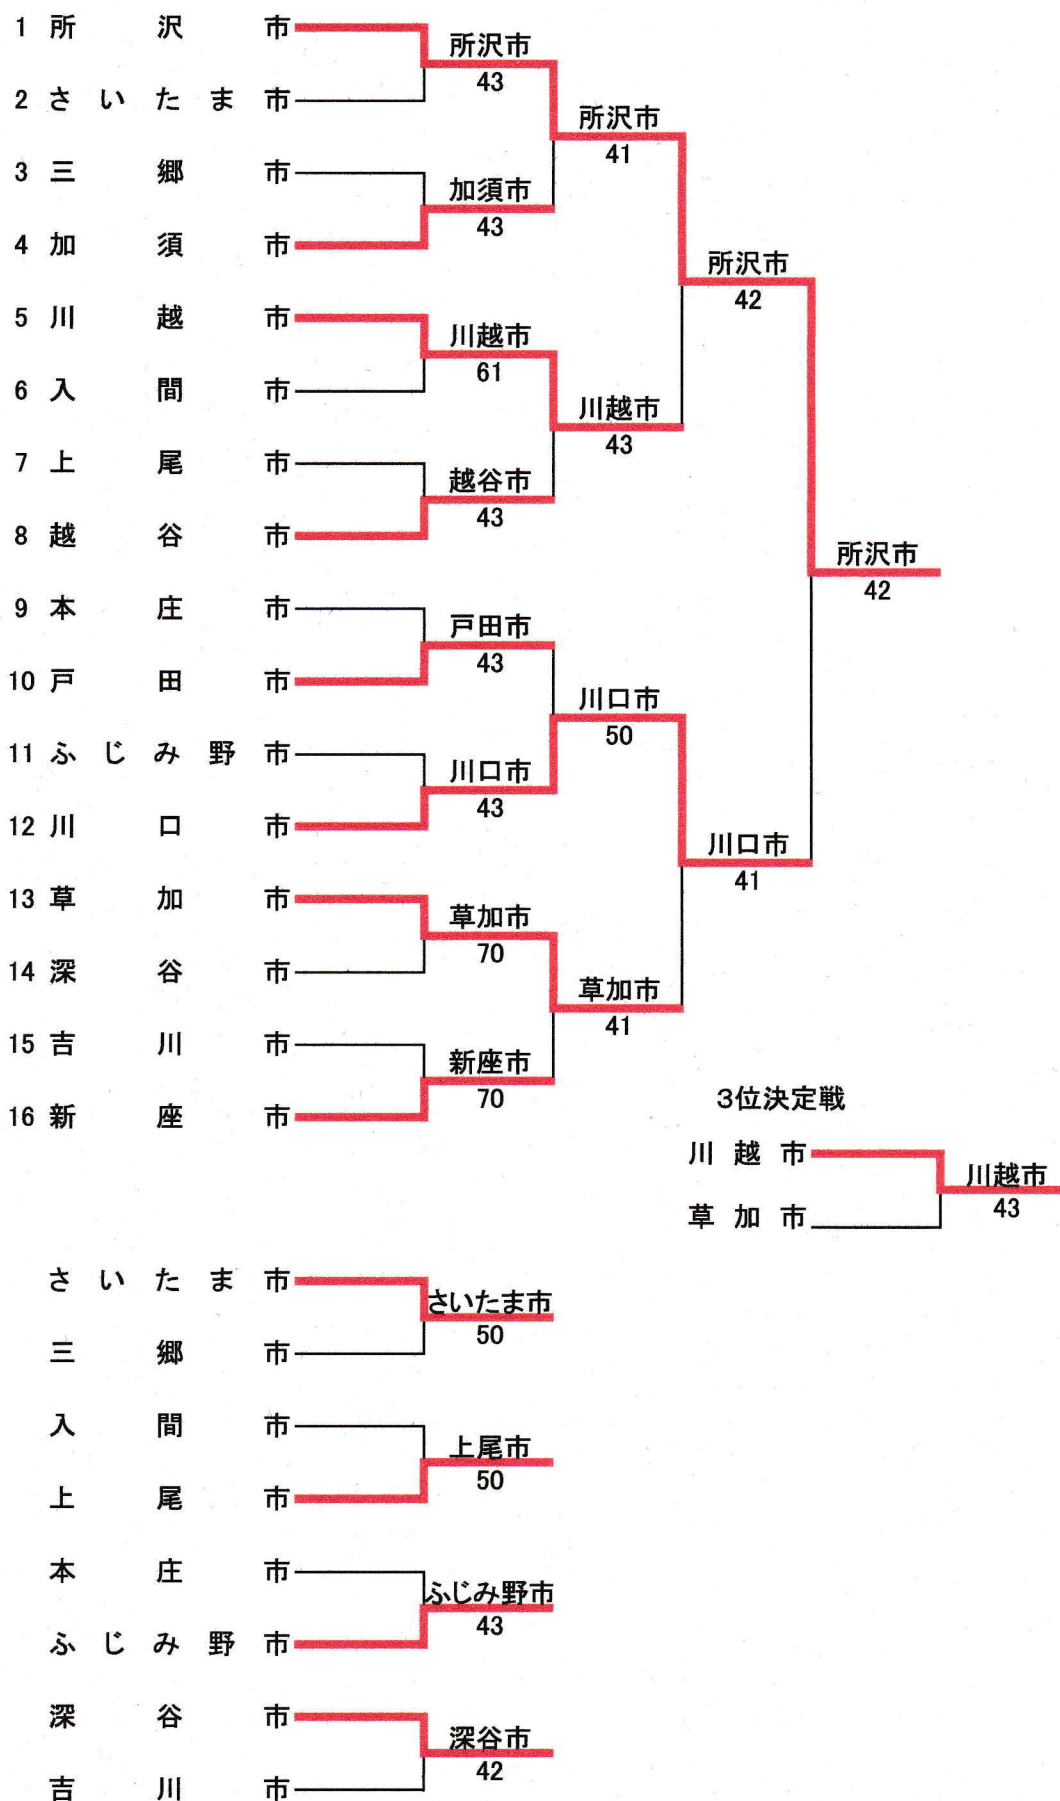 1 所沢市
所沢市
43
2 さいたま市
所沢市
41
3 三郷市
加須市
43
4 加須市
所沢市
42
5 川越市
川越市
61
6 入間市
川越市
43
7 上尾市
越谷市
43
8 越谷市
所沢市
42
9 本庄市
戸田市
43
10 戸田市
川口市
50
11 ふじみ野市
川口市
43
12 川口市
川口市
41
13 草加市
草加市
70
14 深谷市
草加市
41
15 吉川市
新座市
70
16 新座市
3位決定戦
川越市
川越市
43
草加市
さいたま市
さいたま市
50
三郷市
入間市
上尾市
50
上尾市
本庄市
ふじみ野市
43
ふじみ野市
深谷市
深谷市
42
吉川市